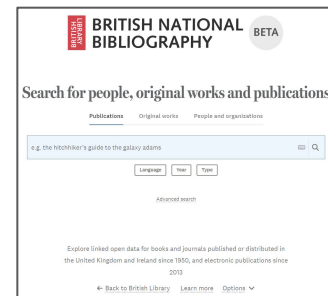 BRITISH LIBRARY
BRITISH NATIONAL
BIBLIOGRAPHY
BETA
Search for people, original works and publications
Publications Original works People and organisations
e.g. the hitchhiker's guide to the galaxy adams
Language Year Type
Advanced search
Explore linked open data for books and journals published or distributed in
the United Kingdom and Ireland since 1950, and electronic publications since
2013
← Back to British Library Learn more Options